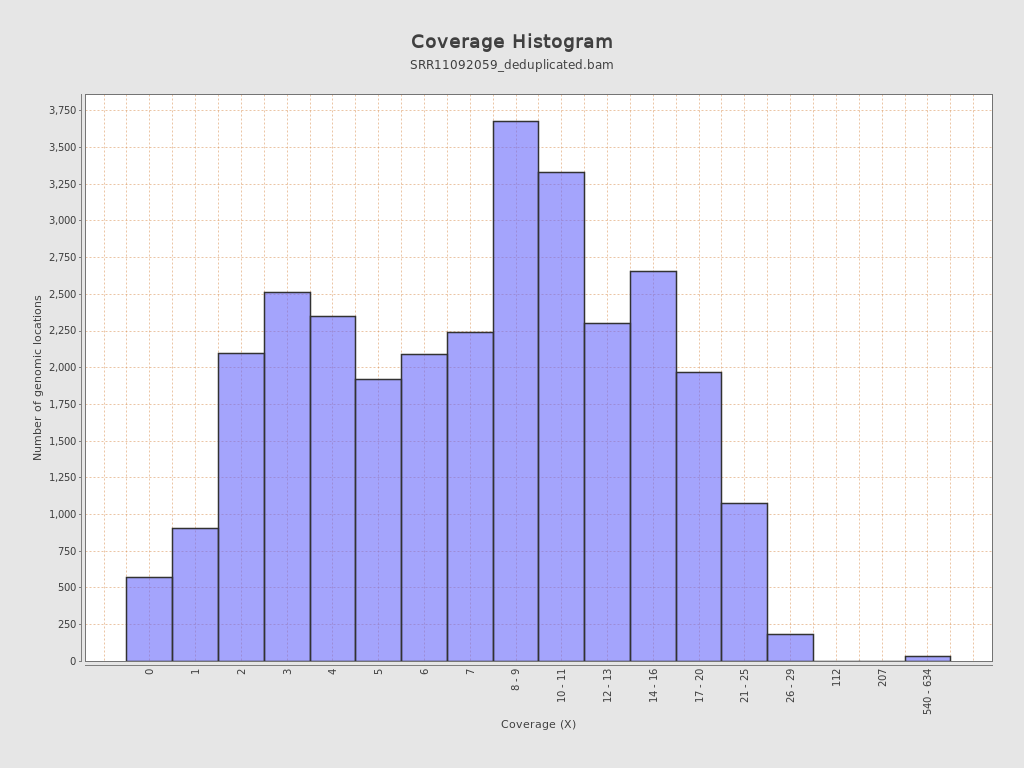 Coverage Histogram
SRR11092059_deduplicated.bam
3,750
3,500
3,250
3,000
2,750
2,500
2,250
2,000
1,750
1,500
1,250
1,000
750
500
250
0
Number of genomic locations
0
1
2
3
4
5
6
7
8 - 9
10 - 11
12 - 13
14 - 16
17 - 20
21 - 25
26 - 29
112
207
540 - 634
Coverage (X)